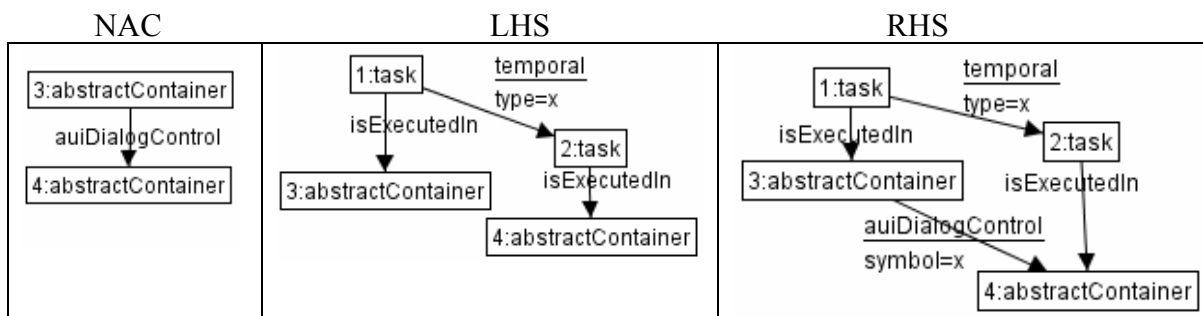 NAC LHS RHS
3:abstractContainer
auiDialogControl
4:abstractContainer
1:task
temporal
type=x
isExecutedIn
2:task
3:abstractContainer
isExecutedIn
4:abstractContainer
temporal
1:task
type=x
isExecutedIn
2:task
3:abstractContainer
isExecutedIn
auiDialogControl
symbol=x
4:abstractContainer